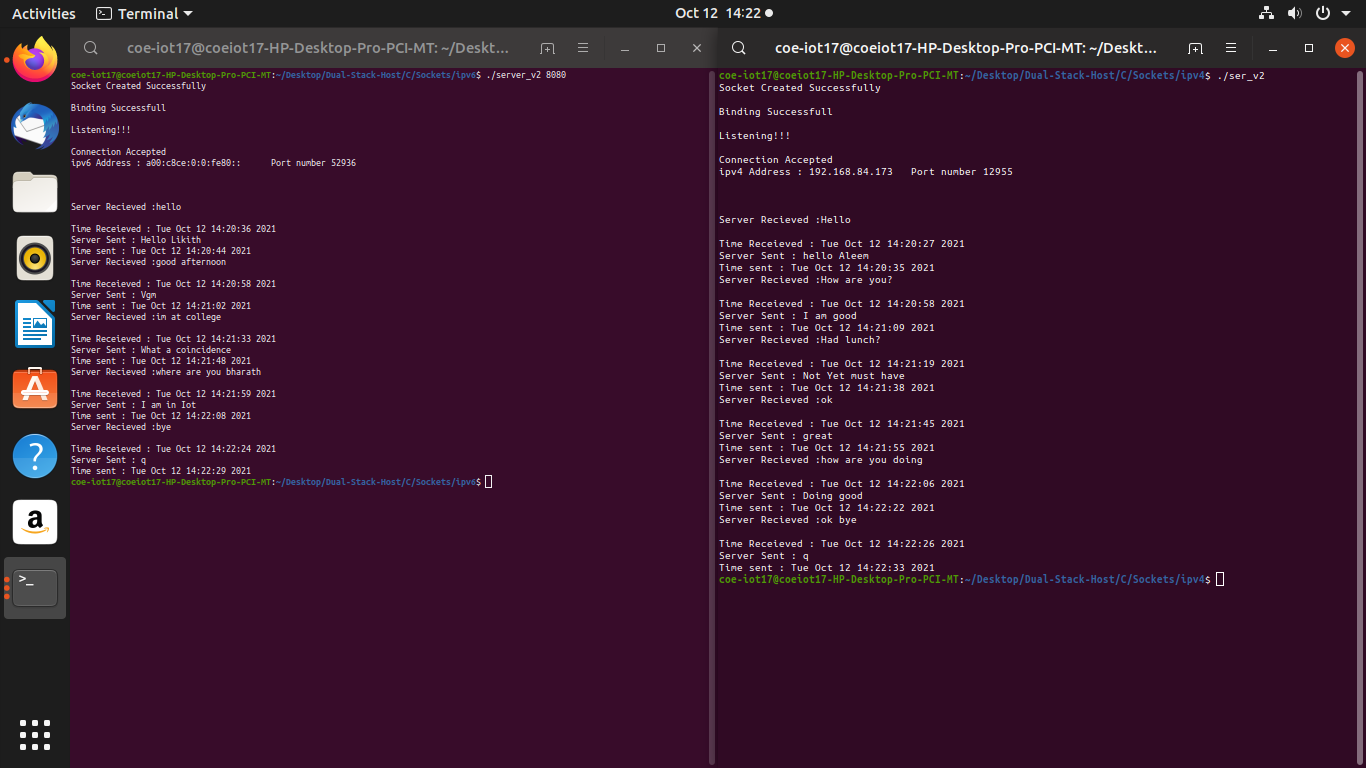 Activities Terminal Oct 12 14:22
coe-iot17@coeiot17-HP-Desktop-Pro-PCI-MT: ~/Deskt...
coe-iot17@coeiot17-HP-Desktop-Pro-PCI-MT:~/Desktop/Dual-Stack-Host/C/Sockets/ipv6$ ./server_v2 8080
Socket Created Successfully
Binding Successfull
Listening!!!
Connection Accepted
ipv6 Address : a00:c8ce:0:0:fe80:: Port number 52936
Server Recieved :hello
Time Receieved : Tue Oct 12 14:20:36 2021
Server Sent : Hello Likith
Time sent : Tue Oct 12 14:20:44 2021
Server Recieved :good afternoon
Time Receieved : Tue Oct 12 14:20:58 2021
Server Sent : Vgm
Time sent : Tue Oct 12 14:21:02 2021
Server Recieved :im at college
Time Receieved : Tue Oct 12 14:21:33 2021
Server Sent : What a coincidence
Time sent : Tue Oct 12 14:21:48 2021
Server Recieved :where are you bharath
Time Receieved : Tue Oct 12 14:21:59 2021
Server Sent : I am in Iot
Time sent : Tue Oct 12 14:22:08 2021
Server Recieved :bye
Time Receieved : Tue Oct 12 14:22:24 2021
Server Sent : q
Time sent : Tue Oct 12 14:22:29 2021
coe-iot17@coeiot17-HP-Desktop-Pro-PCI-MT:~/Desktop/Dual-Stack-Host/C/Sockets/ipv6$
coe-iot17@coeiot17-HP-Desktop-Pro-PCI-MT: ~/Deskt...
coe-iot17@coeiot17-HP-Desktop-Pro-PCI-MT:~/Desktop/Dual-Stack-Host/C/Sockets/ipv4$ ./ser_v2
Socket Created Successfully
Binding Successfull
Listening!!!
Connection Accepted
ipv4 Address : 192.168.84.173 Port number 12955
Server Recieved :Hello
Time Receieved : Tue Oct 12 14:20:27 2021
Server Sent : hello Aleem
Time sent : Tue Oct 12 14:20:35 2021
Server Recieved :How are you?
Time Receieved : Tue Oct 12 14:20:58 2021
Server Sent : I am good
Time sent : Tue Oct 12 14:21:09 2021
Server Recieved :Had lunch?
Time Receieved : Tue Oct 12 14:21:19 2021
Server Sent : Not Yet must have
Time sent : Tue Oct 12 14:21:38 2021
Server Recieved :ok
Time Receieved : Tue Oct 12 14:21:45 2021
Server Sent : great
Time sent : Tue Oct 12 14:21:55 2021
Server Recieved :how are you doing
Time Receieved : Tue Oct 12 14:22:06 2021
Server Sent : Doing good
Time sent : Tue Oct 12 14:22:22 2021
Server Recieved :ok bye
Time Receieved : Tue Oct 12 14:22:26 2021
Server Sent : q
Time sent : Tue Oct 12 14:22:33 2021
coe-iot17@coeiot17-HP-Desktop-Pro-PCI-MT:~/Desktop/Dual-Stack-Host/C/Sockets/ipv4$